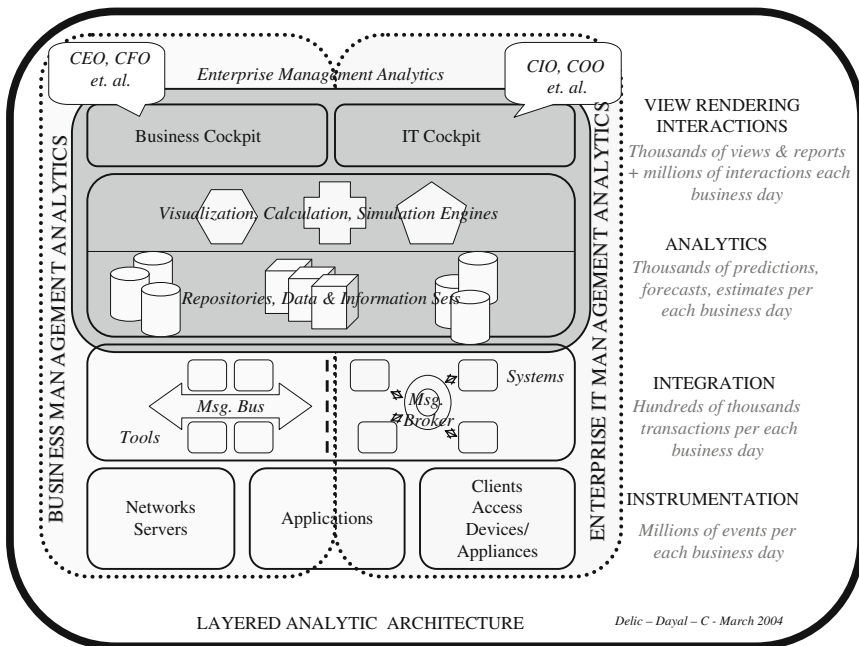 CEO, CFO
et. al.
Enterprise Management Analytics
CIO, COO
et. al.
BUSINESS MANAGEMENT ANALYTICS
ENTERPRISE IT MANAGEMENT ANALYTICS
Business Cockpit
IT Cockpit
VIEW RENDERING
INTERACTIONS
Thousands of views & reports
+ millions of interactions each
business day
Visualization, Calculation, Simulation Engines
ANALYTICS
Thousands of predictions,
forecasts, estimates per
each business day
Repositories, Data & Information Sets
Systems
Msg. Bus
Msg.
Broker
Tools
INTEGRATION
Hundreds of thousands
transactions per each
business day
Networks
Servers
Applications
Clients
Access
Devices/
Appliances
INSTRUMENTATION
Millions of events per
each business day
LAYERED ANALYTIC ARCHITECTURE
Delic – Dayal – C - March 2004